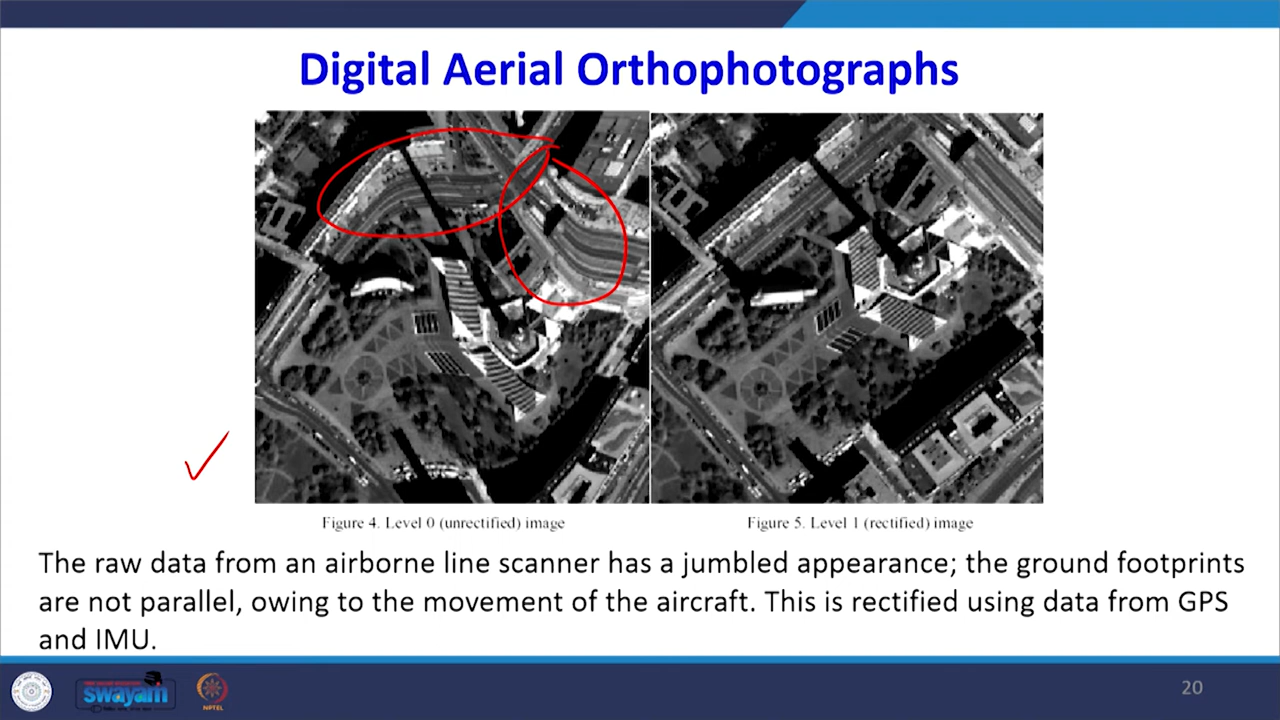 Digital Aerial Orthophotographs
Figure 4. Level 0 (unrectified) image
Figure 5. Level 1 (rectified) image
The raw data from an airborne line scanner has a jumbled appearance; the ground footprints
are not parallel, owing to the movement of the aircraft. This is rectified using data from GPS
and IMU.
swayam
NPTEL
20